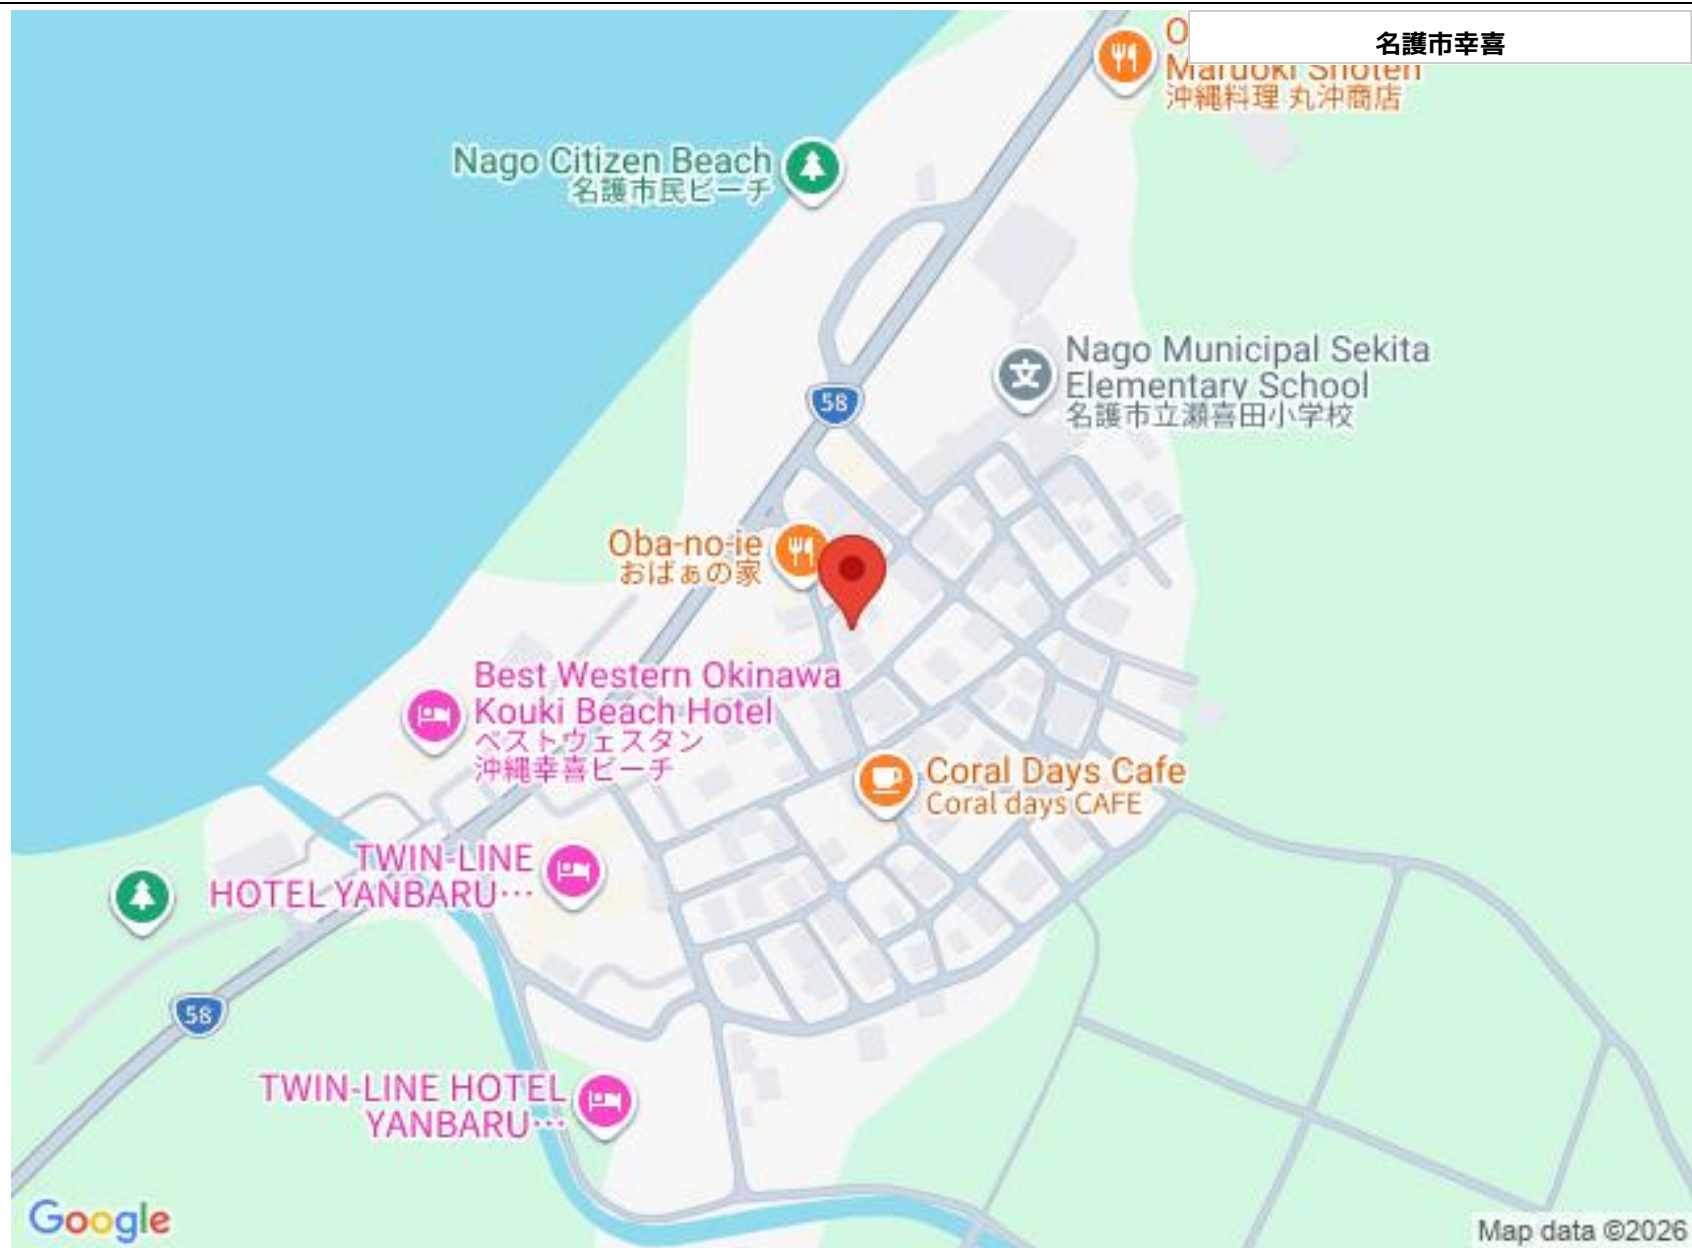 名護市幸喜
Maruoki Shoten
沖縄料理 丸沖商店
Nago Citizen Beach
名護市民ビーチ
58
Nago Municipal Sekita
Elementary School
名護市立瀬喜田小学校
Oba-no-ie
おばぁの家
Best Western Okinawa
Kouki Beach Hotel
ベストウェスタン
沖縄幸喜ビーチ
Coral Days Cafe
Coral days CAFE
TWIN-LINE
HOTEL YANBARU…
58
TWIN-LINE HOTEL
YANBARU…
Google
Map data ©2026